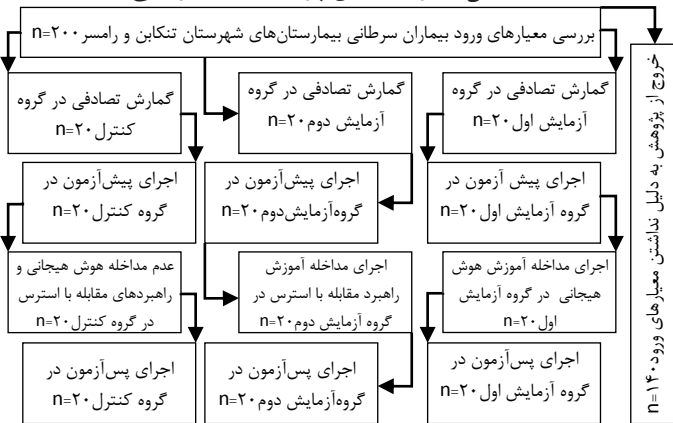 بررسی معیارهای ورود بیماران سرطانی بیمارستان‌های شهرستان تنکابن و رامسر n=۲۰۰
خروج از پژوهش به دلیل نداشتن معیارهای ورود n=۱۴۰
گمارش تصادفی در گروه
آزمایش اول n=۲۰
گمارش تصادفی در گروه
آزمایش دوم n=۲۰
گمارش تصادفی در گروه
کنترل n=۲۰
اجرای پیش آزمون در
گروه آزمایش اول n=۲۰
اجرای پیش‌آزمون در
گروه‌آزمایش‌دوم n=۲۰
اجرای پیش‌آزمون در
گروه کنترل n=۲۰
اجرای مداخله آموزش هوش
هیجانی در گروه آزمایش
اول n=۲۰
اجرای مداخله آموزش
راهبرد مقابله با استرس در
گروه آزمایش دوم n=۲۰
عدم مداخله هوش هیجانی و
راهبردهای مقابله با استرس
در گروه کنترل n=۲۰
اجرای پس‌آزمون در
گروه آزمایش اول n=۲۰
اجرای پس‌آزمون در
گروه‌آزمایش دوم n=۲۰
اجرای پس‌آزمون در
گروه کنترل n=۲۰